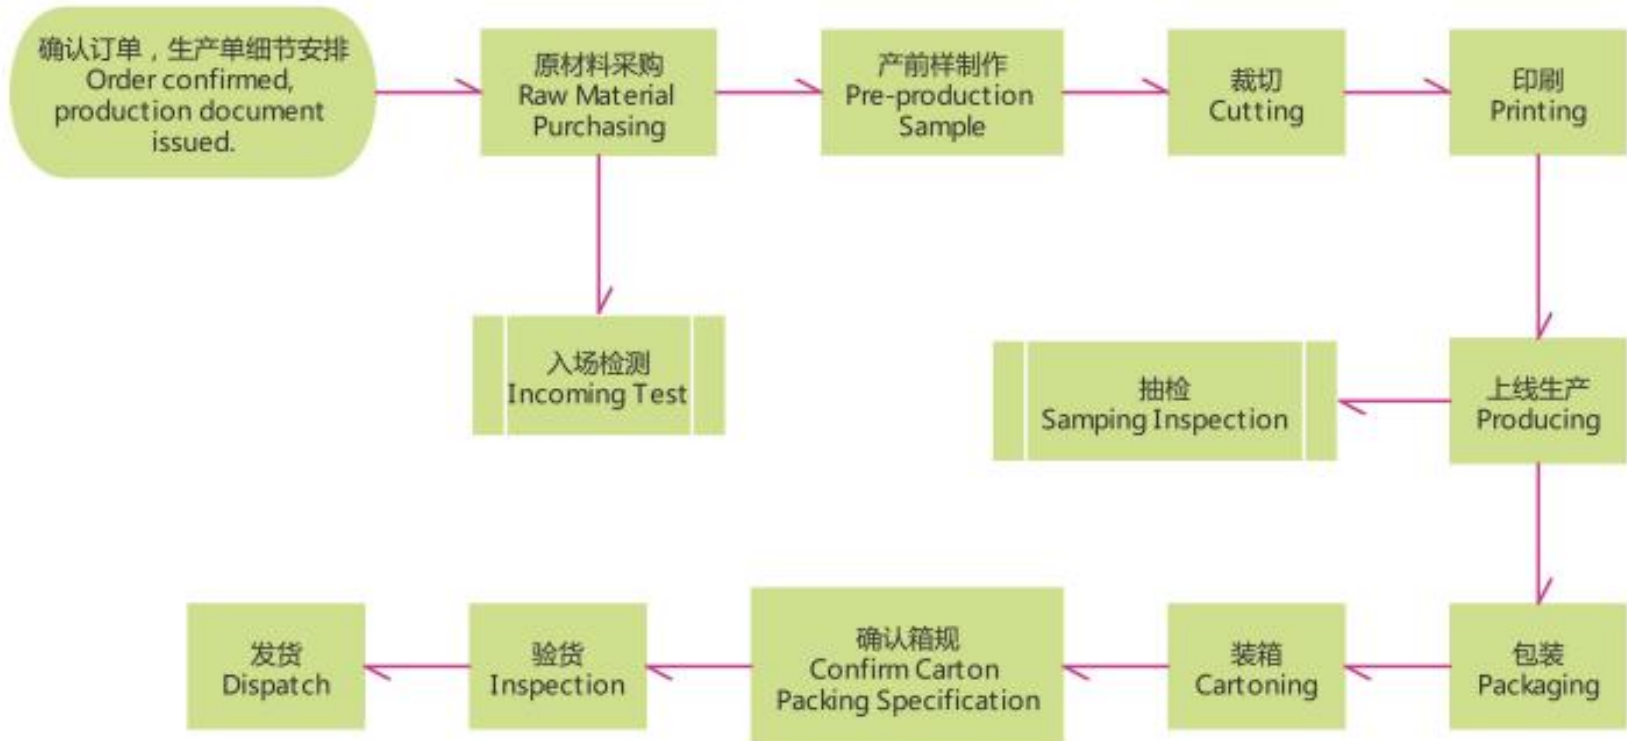 确认订单，生产单细节安排
Order confirmed,
production document
issued.
原材料采购
Raw Material
Purchasing
产前样制作
Pre-production
Sample
裁切
Cutting
印刷
Printing
入场检测
Incoming Test
抽检
Samping Inspection
上线生产
Producing
发货
Dispatch
验货
Inspection
确认箱规
Confirm Carton
Packing Specification
装箱
Cartoning
包装
Packaging